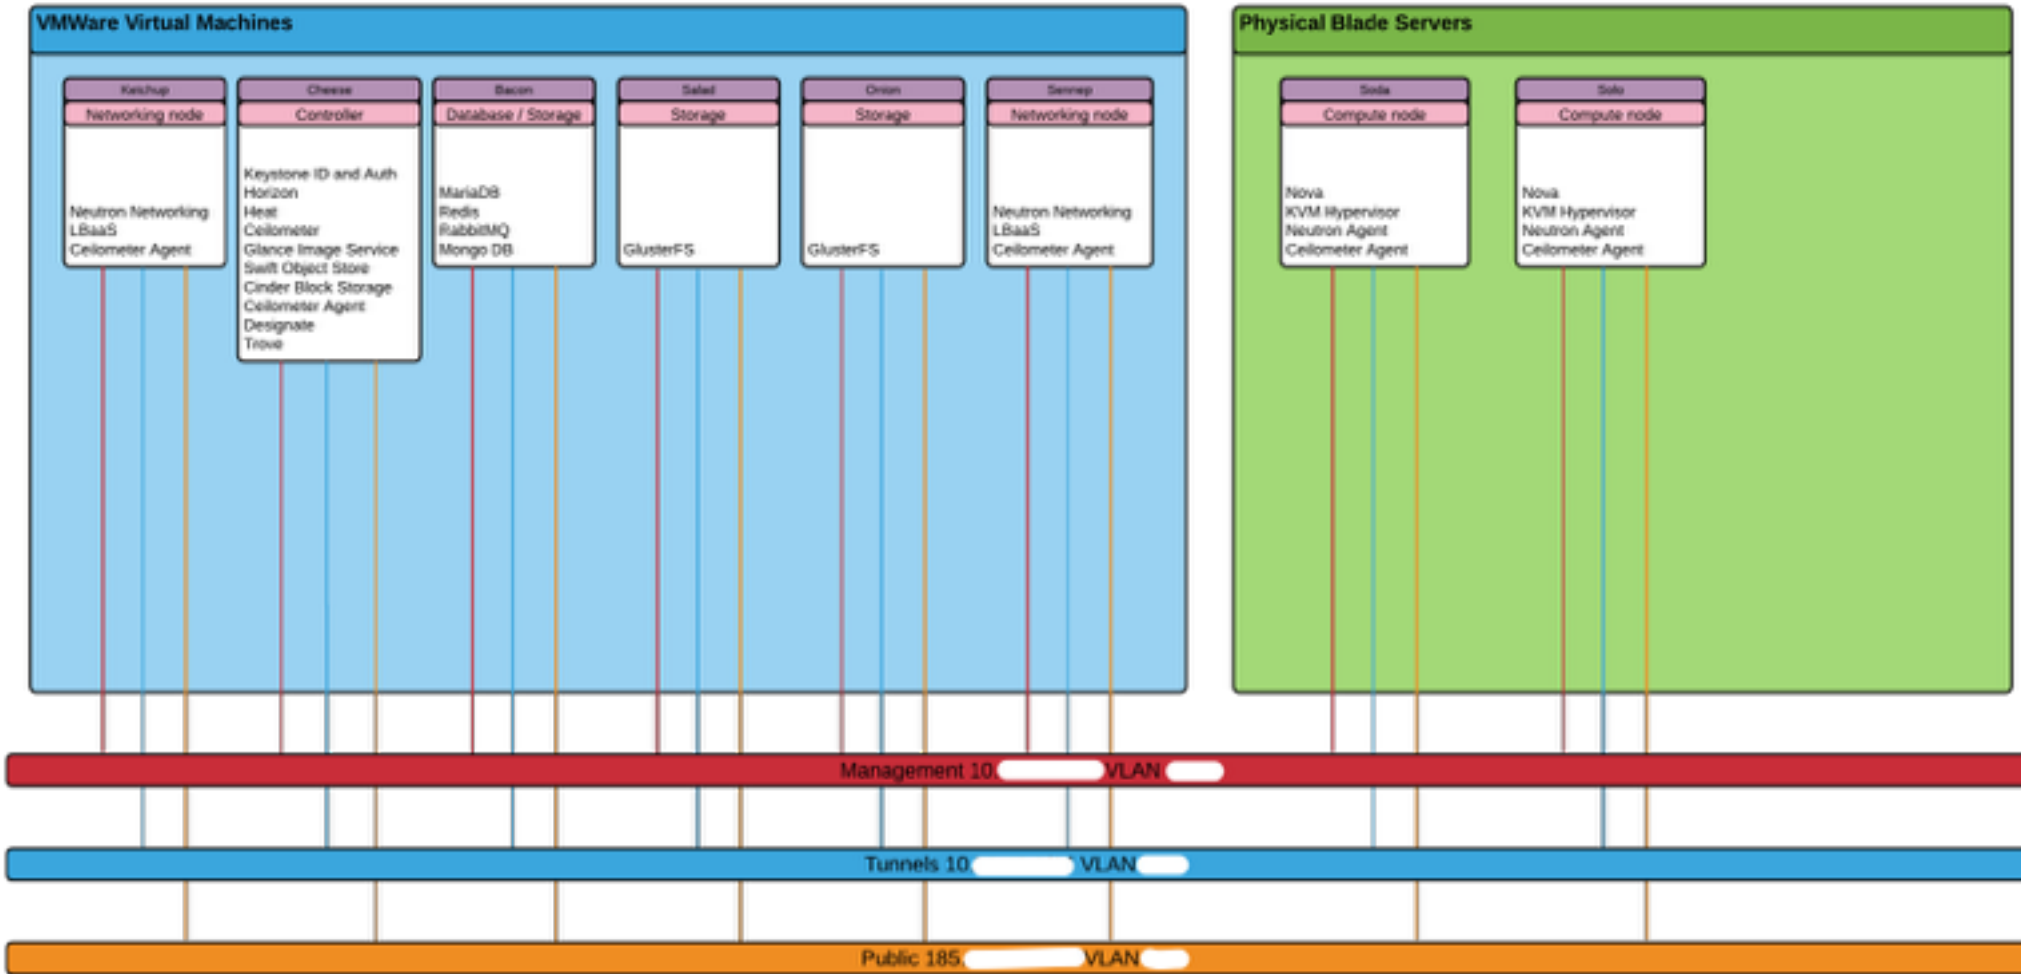 VMWare Virtual Machines
Ketchup
Networking node
Neutron Networking
LBaaS
Ceilometer Agent
Cheese
Controller
Keystone ID and Auth
Horizon
Heat
Ceilometer
Glance Image Service
Swift Object Store
Cinder Block Storage
Ceilometer Agent
Designate
Trove
Bacon
Database / Storage
MariaDB
Redis
RabbitMQ
Mongo DB
Salad
Storage
GlusterFS
Onion
Storage
GlusterFS
Sennep
Networking node
Neutron Networking
LBaaS
Ceilometer Agent
Physical Blade Servers
Soda
Compute node
Nova
KVM Hypervisor
Neutron Agent
Ceilometer Agent
Solo
Compute node
Nova
KVM Hypervisor
Neutron Agent
Ceilometer Agent
Management 10. VLAN
Tunnels 10. VLAN
Public 185. VLAN